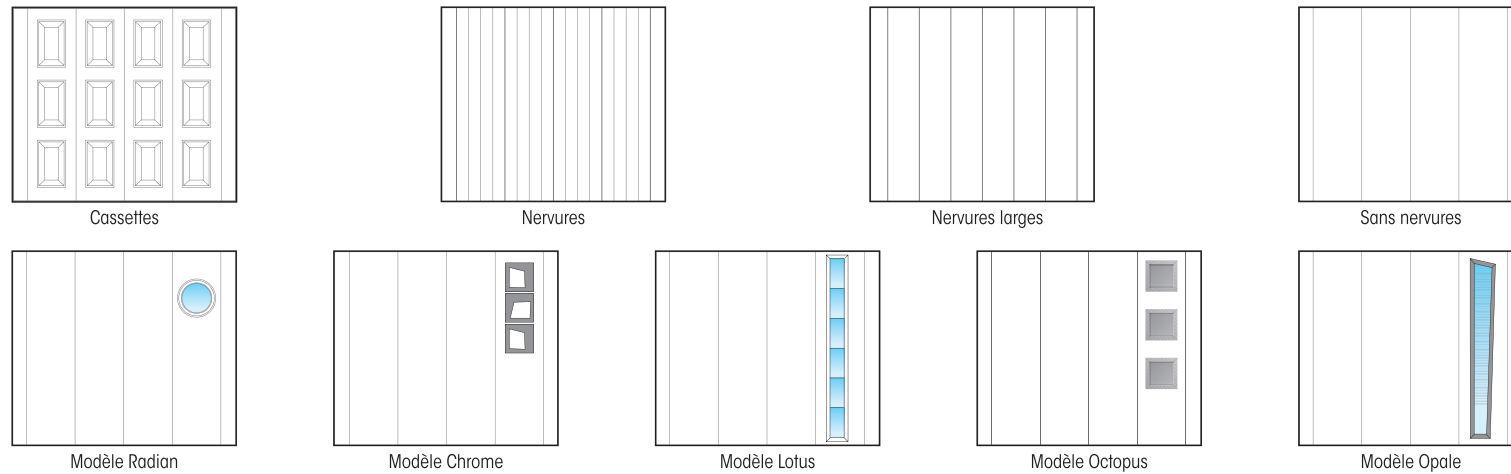 Cassettes
Nervures
Nervures larges
Sans nervures
Modèle Radian
Modèle Chrome
Modèle Lotus
Modèle Octopus
Modèle Opale